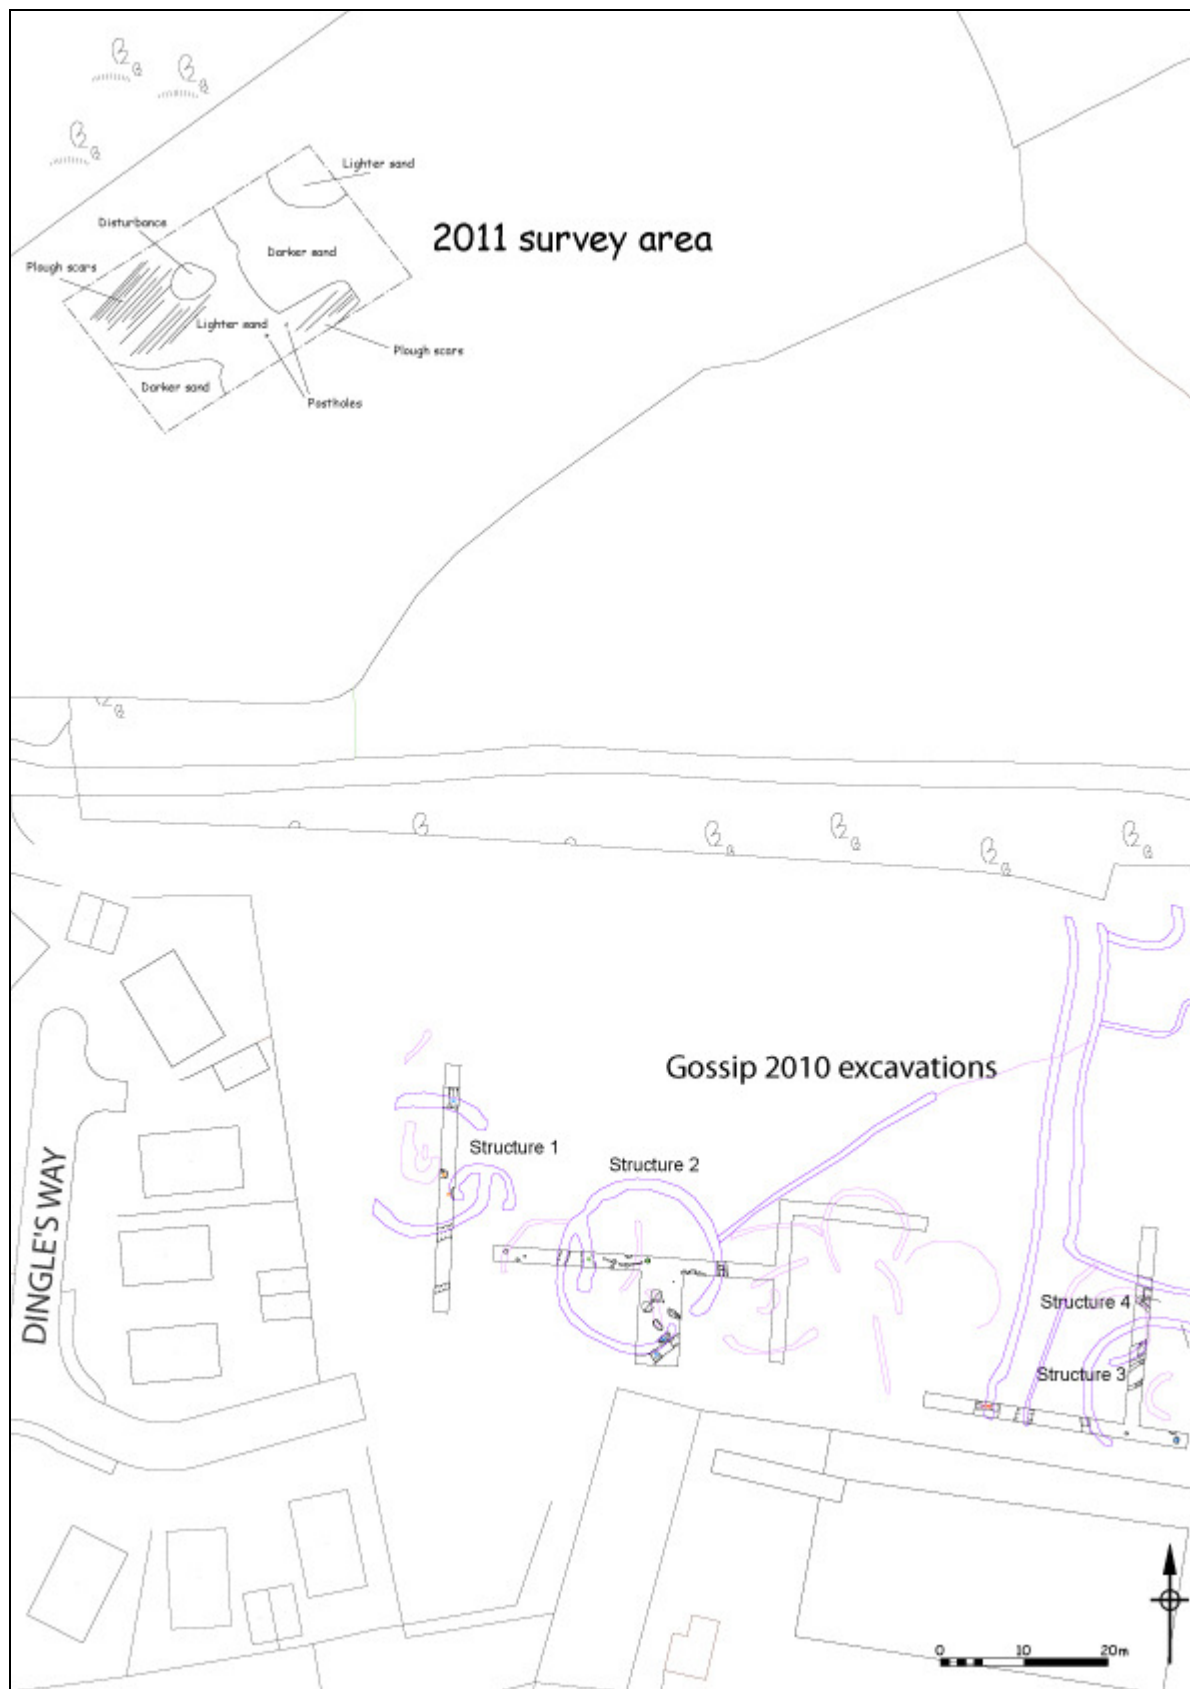 Lighter sand
Disturbance
2011 survey area
Darker sand
Plough scars
Lighter sand
Plough scars
Darker sand
Postholes
Gossip 2010 excavations
Structure 1
Structure 2
DINGLE'S WAY
Structure 4
Structure 3
0 10 20m